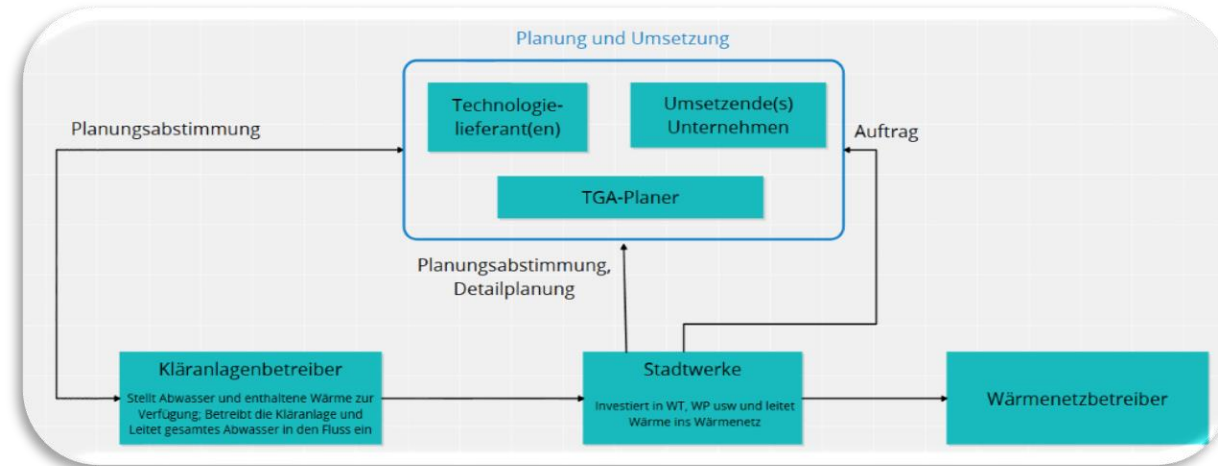 Planung und Umsetzung
Technologie-
lieferant(en)
Umsetzende(s)
Unternehmen
Planungsabstimmung
Auftrag
TGA-Planer
Planungsabstimmung,
Detailplanung
Kläranlagenbetreiber
Stellt Abwasser und enthaltene Wärme zur
Verfügung; Betreibt die Kläranlage und
Leitet gesamtes Abwasser in den Fluss ein
Stadtwerke
Investiert in WT, WP usw und leitet
Wärme ins Wärmenetz
Wärmenetzbetreiber